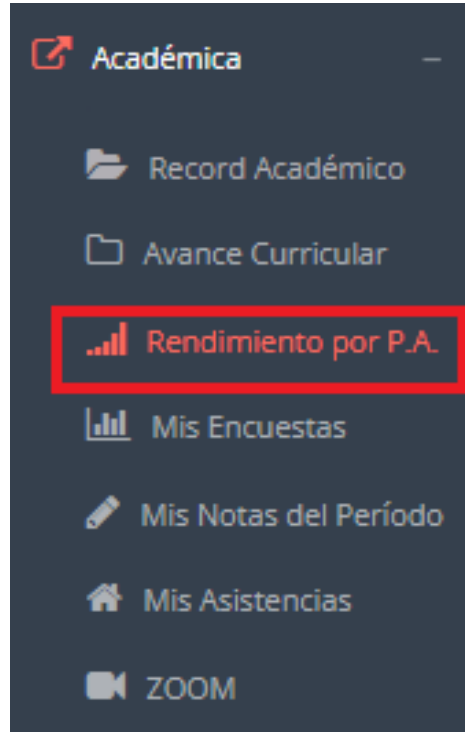 Académica
Record Académico
Avance Curricular
Rendimiento por P.A.
Mis Encuestas
Mis Notas del Período
Mis Asistencias
ZOOM